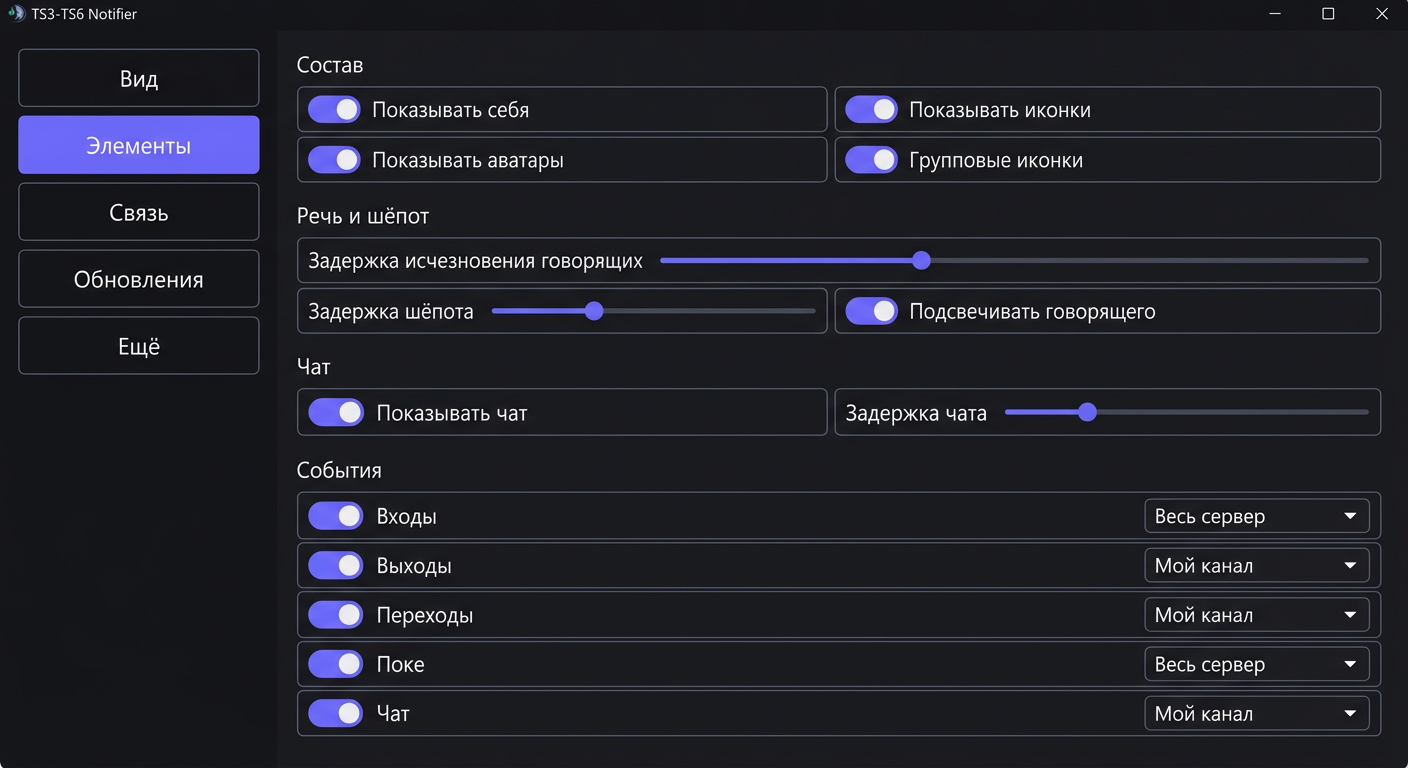 TS3-TS6 Notifier
Вид
Элементы
Связь
Обновления
Ещё
Состав
Показывать себя
Показывать иконки
Показывать аватары
Групповые иконки
Речь и шёпот
Задержка исчезновения говорящих
Задержка шёпота
Подсвечивать говорящего
Чат
Показывать чат
Задержка чата
События
Входы
Весь сервер
Выходы
Мой канал
Переходы
Мой канал
Поке
Весь сервер
Чат
Мой канал